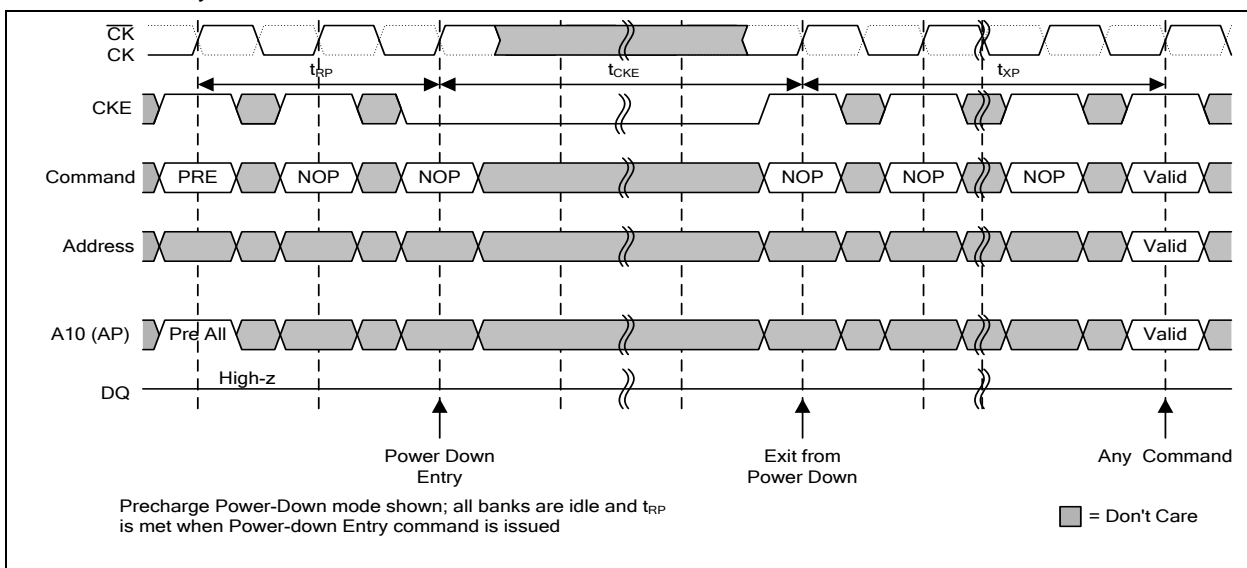 CK
CK
tRP
tCKE
tXP
CKE
Command
PRE
NOP
NOP
NOP
NOP
NOP
Valid
Address
Valid
A10 (AP)
Pre All
Valid
High-z
DQ
Power Down
Entry
Exit from
Power Down
Any Command
Precharge Power-Down mode shown; all banks are idle and tRP
is met when Power-down Entry command is issued
= Don't Care